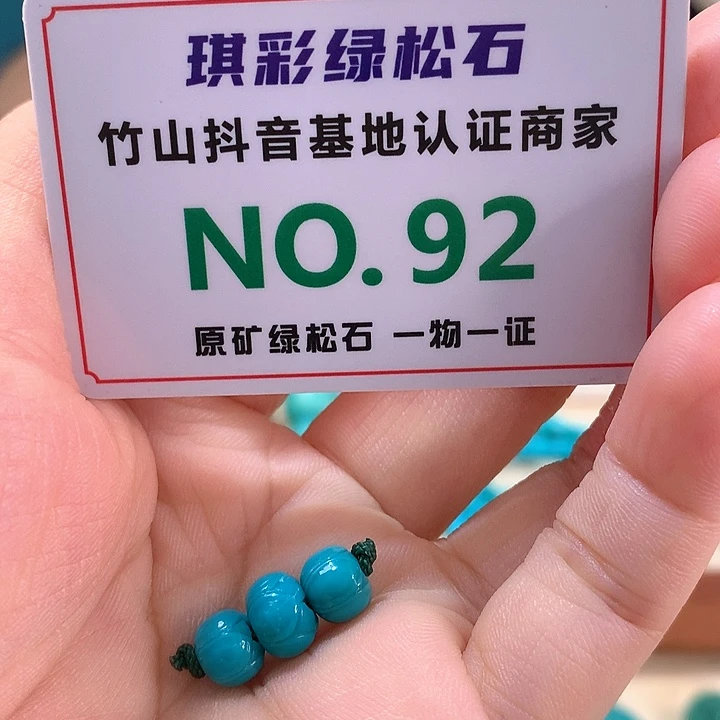 琪彩绿松石
竹山抖音基地认证商家
NO.92
原矿绿松石 一物一证